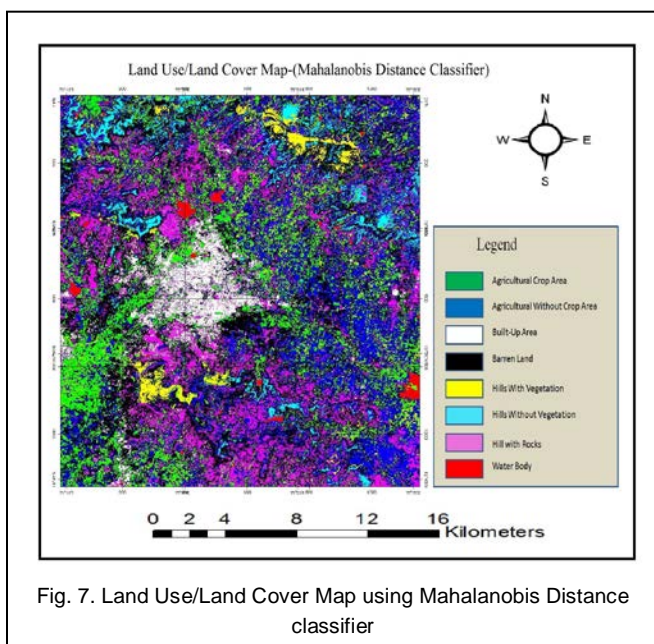 Land Use/Land Cover Map-(Mahalanobis Distance Classifier)
N
W E
S
Legend
Agricultural Crop Area
Agricultural Without Crop Area
Built-Up Area
Barren Land
Hills With Vegetation
Hills Without Vegetation
Hill with Rocks
Water Body
0 2 4 8 12 16
Kilometers
Fig. 7. Land Use/Land Cover Map using Mahalanobis Distance
classifier